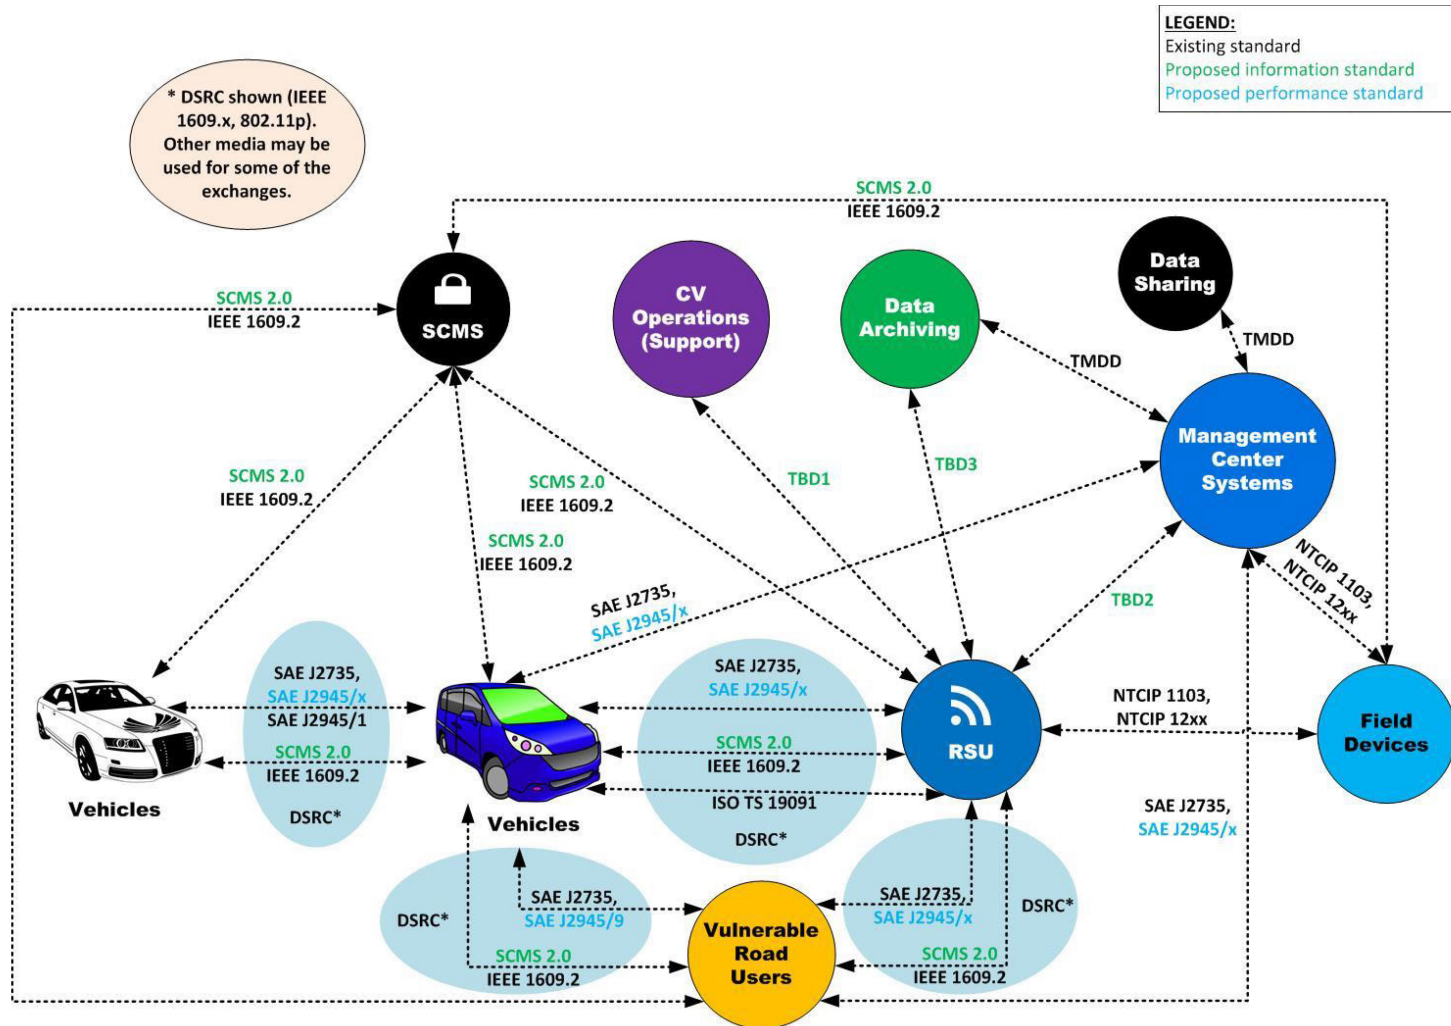 LEGEND:
Existing standard
Proposed information standard
Proposed performance standard
* DSRC shown (IEEE
1609.x, 802.11p).
Other media may be
used for some of the
exchanges.
SCMS 2.0
IEEE 1609.2
Data
Sharing
SCMS
CV
Operations
(Support)
Data
Archiving
SCMS 2.0
IEEE 1609.2
TMDD
TMDD
Management
Center
Systems
SCMS 2.0
IEEE 1609.2
SCMS 2.0
IEEE 1609.2
TBD1
TBD3
SCMS 2.0
IEEE 1609.2
SAE J2735,
SAE J2945/x
TBD2
NTCIP 1103,
NTCIP 12xx
SAE J2735,
SAE J2945/x
SAE J2945/1
SCMS 2.0
IEEE 1609.2
DSRC*
Vehicles
Vehicles
SAE J2735,
SAE J2945/x
SCMS 2.0
IEEE 1609.2
ISO TS 19091
DSRC*
RSU
NTCIP 1103,
NTCIP 12xx
Field
Devices
SAE J2735,
SAE J2945/x
DSRC*
SAE J2735,
SAE J2945/9
SCMS 2.0
IEEE 1609.2
Vulnerable
Road
Users
SAE J2735,
SAE J2945/x
DSRC*
SCMS 2.0
IEEE 1609.2